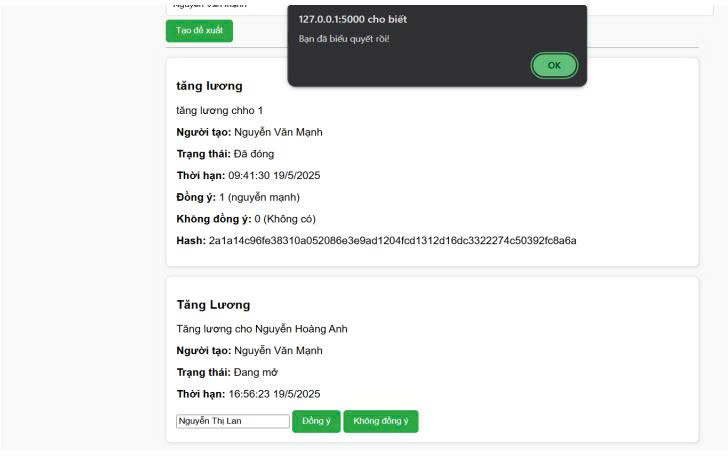 Nguyễn Văn Mạnh
Tạo đề xuất
127.0.0.1:5000 cho biết
Bạn đã biểu quyết rồi!
OK
tăng lương
tăng lương chho 1
Người tạo: Nguyễn Văn Mạnh
Trạng thái: Đã đóng
Thời hạn: 09:41:30 19/5/2025
Đồng ý: 1 (nguyễn mạnh)
Không đồng ý: 0 (Không có)
Hash: 2a1a14c96fe38310a052086e3e9ad1204fcd1312d16dc3322274c50392fc8a6a
Tăng Lương
Tăng lương cho Nguyễn Hoàng Anh
Người tạo: Nguyễn Văn Mạnh
Trạng thái: Đang mở
Thời hạn: 16:56:23 19/5/2025
Nguyễn Thị Lan Đồng ý Không đồng ý